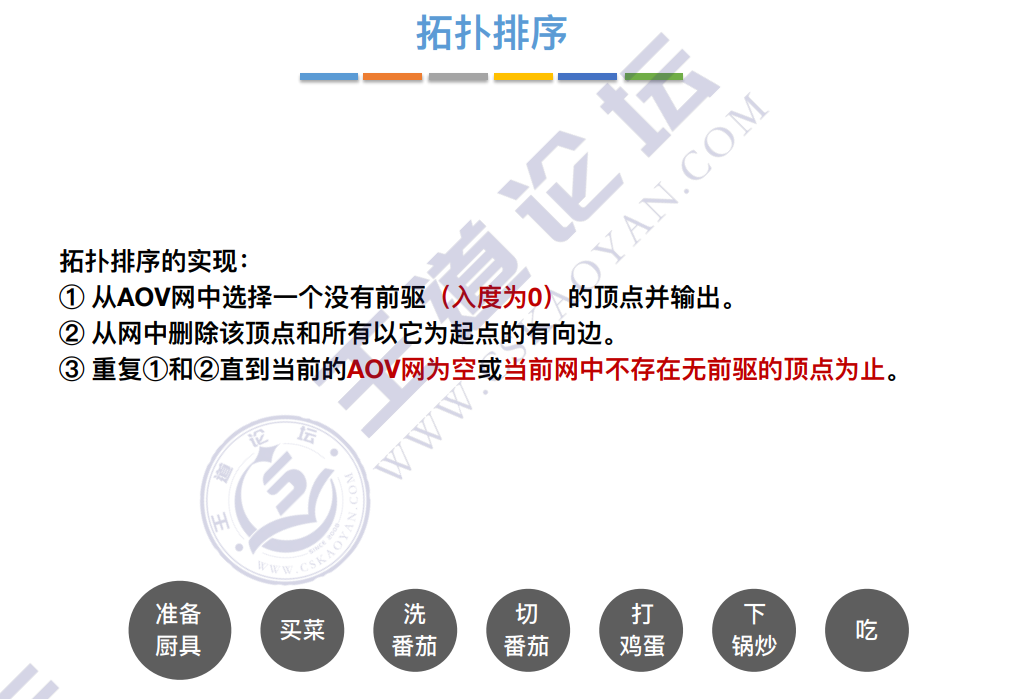 拓扑排序
拓扑排序的实现：
① 从AOV网中选择一个没有前驱（入度为0）的顶点并输出。
② 从网中删除该顶点和所有以它为起点的有向边。
③ 重复①和②直到当前的AOV网为空或当前网中不存在无前驱的顶点为止。
王道论坛
WWW.CSKAOYAN.COM
王道论坛
SINCE 2008
WWW.CSKAOYAN.COM
准备
厨具
买菜
洗
番茄
切
番茄
打
鸡蛋
下
锅炒
吃